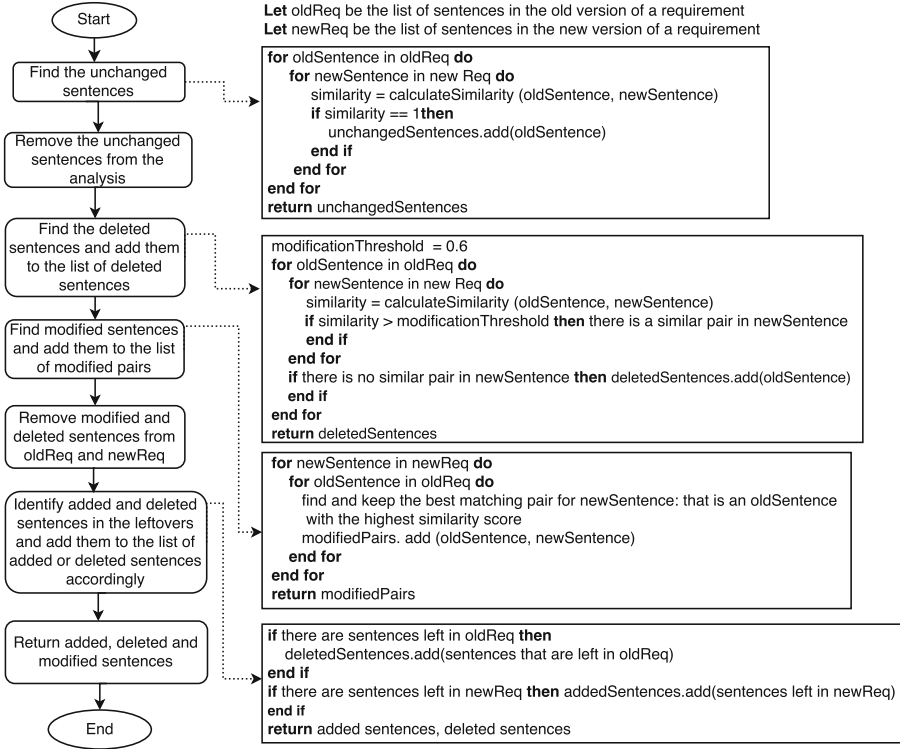 Start
Find the unchanged
sentences
Remove the unchanged
sentences from the
analysis
Find the deleted
sentences and add them
to the list of deleted
sentences
Find modified sentences
and add them to the list
of modified pairs
Remove modified and
deleted sentences from
oldReq and newReq
Identify added and deleted
sentences in the leftovers
and add them to the list of
added or deleted sentences
accordingly
Return added, deleted and
modified sentences
End
Let oldReq be the list of sentences in the old version of a requirement
Let newReq be the list of sentences in the new version of a requirement
for oldSentence in oldReq do
for newSentence in new Req do
similarity = calculateSimilarity (oldSentence, newSentence)
if similarity == 1then
unchangedSentences.add(oldSentence)
end if
end for
end for
return unchangedSentences
modificationThreshold = 0.6
for oldSentence in oldReq do
for newSentence in new Req do
similarity = calculateSimilarity (oldSentence, newSentence)
if similarity > modificationThreshold then there is a similar pair in newSentence
end if
end for
if there is no similar pair in newSentence then deletedSentences.add(oldSentence)
end if
end for
return deletedSentences
for newSentence in newReq do
for oldSentence in oldReq do
find and keep the best matching pair for newSentence: that is an oldSentence
with the highest similarity score
modifiedPairs. add (oldSentence, newSentence)
end for
end for
return modifiedPairs
if there are sentences left in oldReq then
deletedSentences.add(sentences that are left in oldReq)
end if
if there are sentences left in newReq then addedSentences.add(sentences left in newReq)
end if
return added sentences, deleted sentences